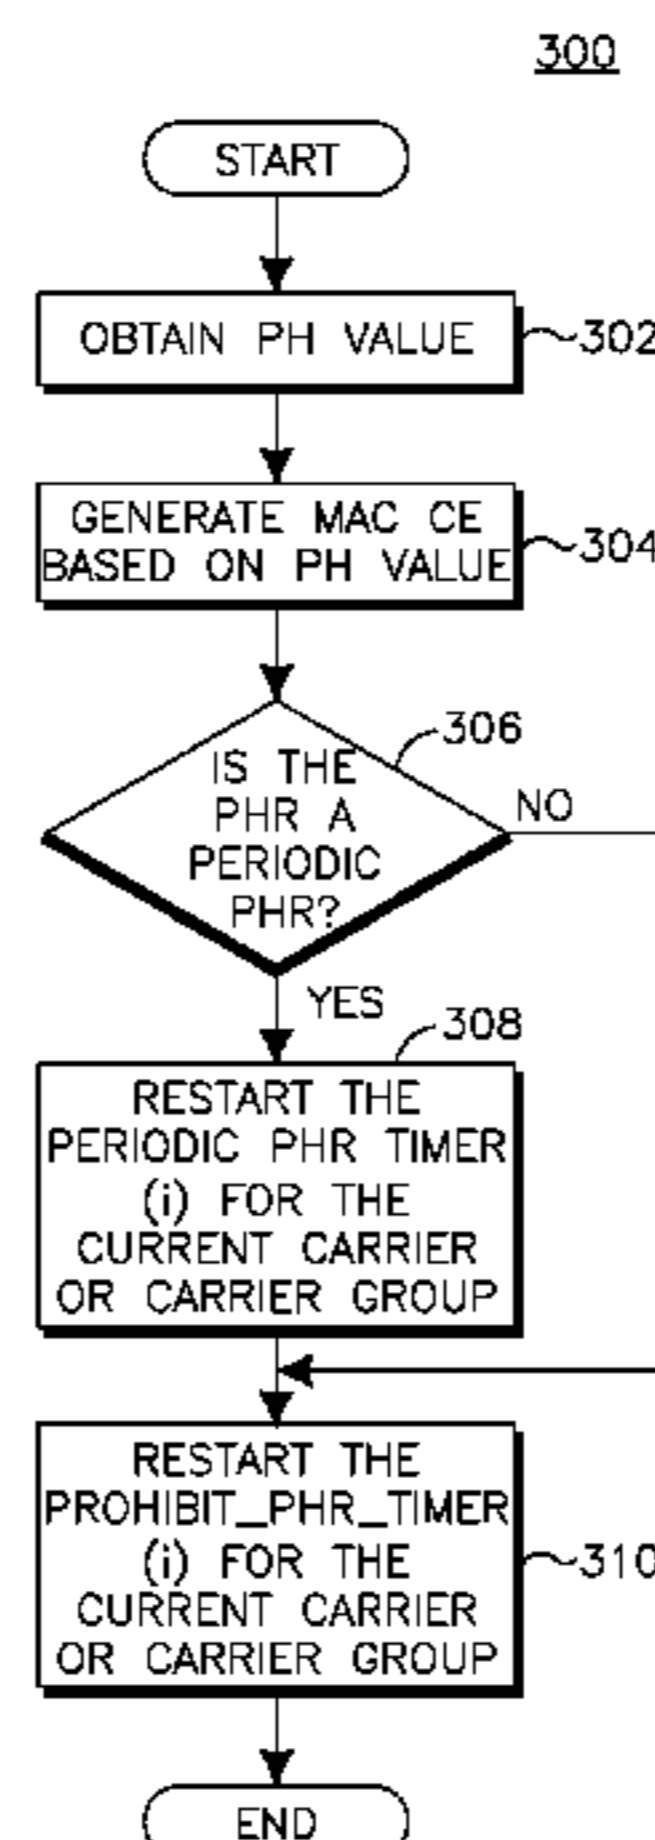 300
START
OBTAIN PH VALUE
302
GENERATE MAC CE
BASED ON PH VALUE
304
306
IS THE
PHR A
PERIODIC
PHR?
NO
YES
308
RESTART THE
PERIODIC PHR TIMER
(i) FOR THE
CURRENT CARRIER
OR CARRIER GROUP
RESTART THE
PROHIBIT_PHR_TIMER
(i) FOR THE
CURRENT CARRIER
OR CARRIER GROUP
310
END